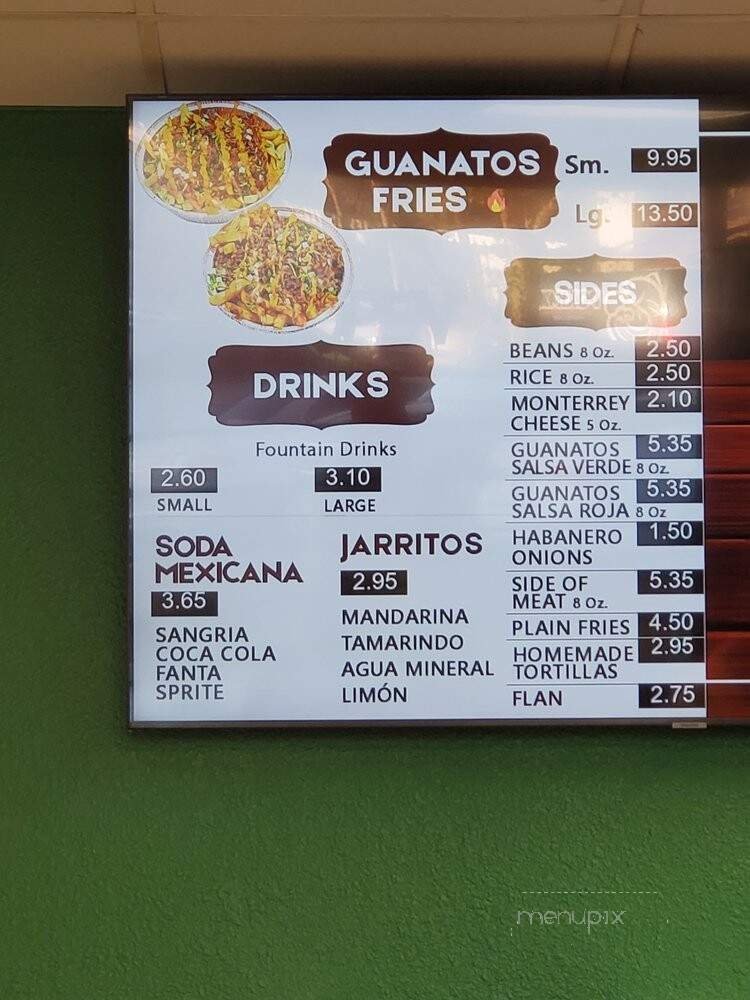 GUANATOS
FRIES
Sm. 9.95
Lg. 13.50
DRINKS
Fountain Drinks
2.60 3.10
SMALL LARGE
SODA
MEXICANA
3.65
SANGRIA
COCA COLA
FANTA
SPRITE
JARRITOS
2.95
MANDARINA
TAMARINDO
AGUA MINERAL
LIMÓN
SIDES
BEANS 8 Oz. 2.50
RICE 8 Oz. 2.50
MONTERREY 2.10
CHEESE 5 Oz.
GUANATOS 5.35
SALSA VERDE 8 Oz.
GUANATOS 5.35
SALSA ROJA 8 Oz
HABANERO 1.50
ONIONS
SIDE OF 5.35
MEAT 8 Oz.
PLAIN FRIES 4.50
HOMEMADE 2.95
TORTILLAS
FLAN 2.75
menupix